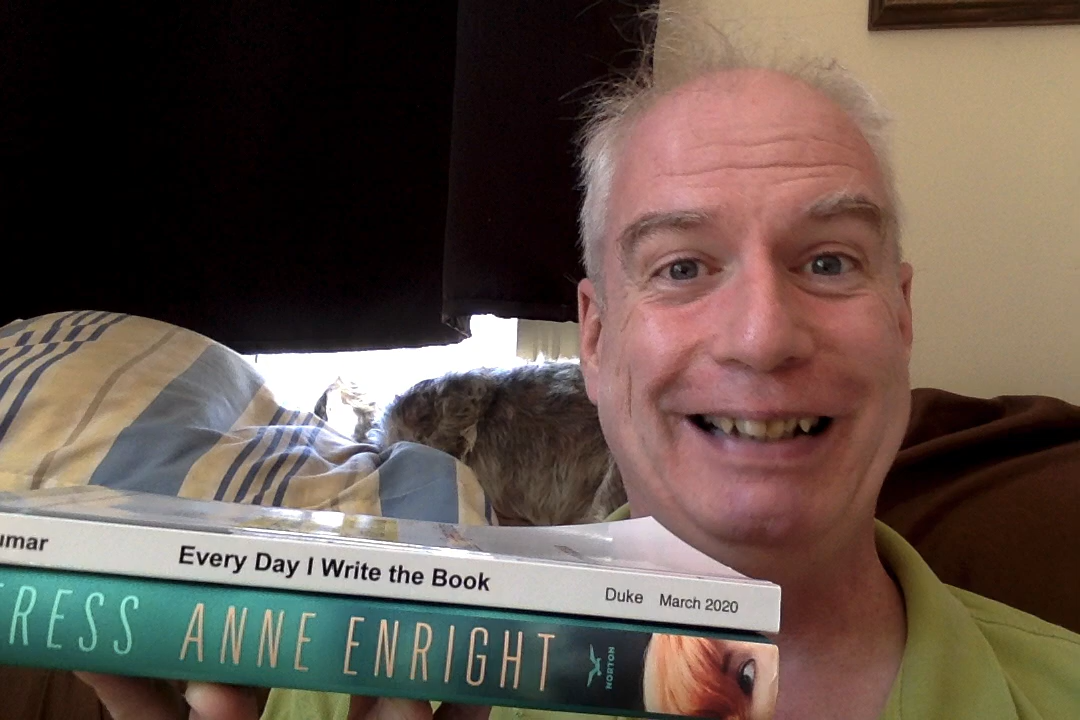 umar Every Day I Write the Book Duke March 2020
RESS ANNE ENRIGHT NORTON